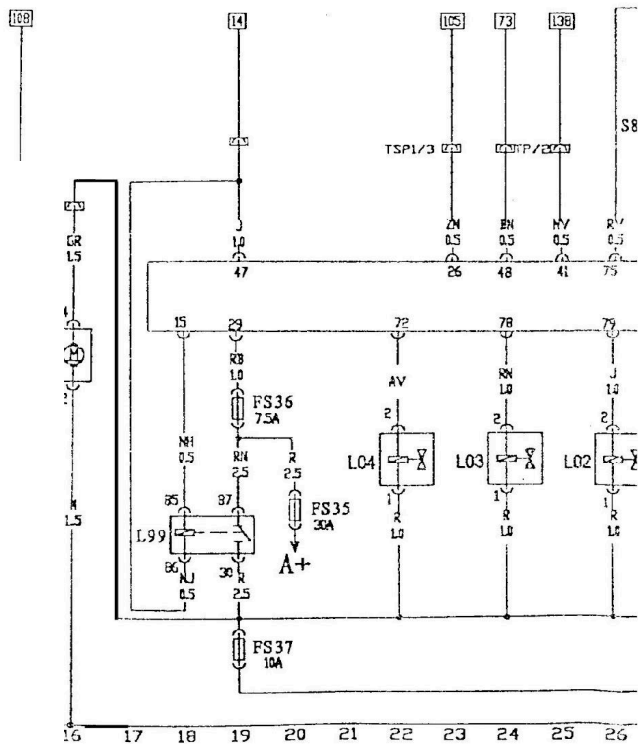 108 14 105 73 138
S8
TSP1/3 TP/2
GR 1.5
J 1.0 ZN 0.5 BN 0.5 MV 0.5 RV 0.5
47 26 48 41 75
15 29 72 78 79
RB 1.0 AV RN 1.0 J 1.0
M
FS36
7.5A
2 2 2 2
NH 0.5 RN 2.5 R 2.5
L04 L03 L02
85 87 FS35
30A
1 1 1
N 1.5 R 1.0 R 1.0 R 1.0
L99
A+
86 30
NJ 0.5 R 2.5
FS37
10A
16 17 18 19 20 21 22 23 24 25 26